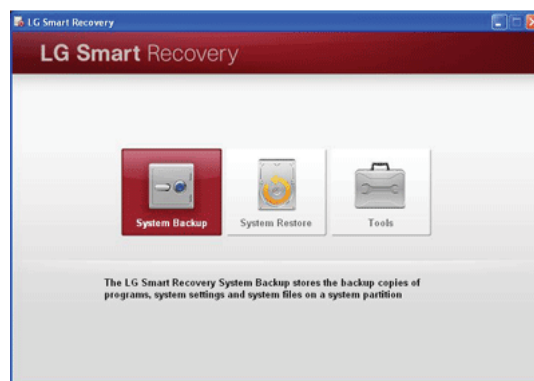 LG Smart Recovery
LG Smart Recovery
System Backup
System Restore
Tools
The LG Smart Recovery System Backup stores the backup copies of
programs, system settings and system files on a system partition